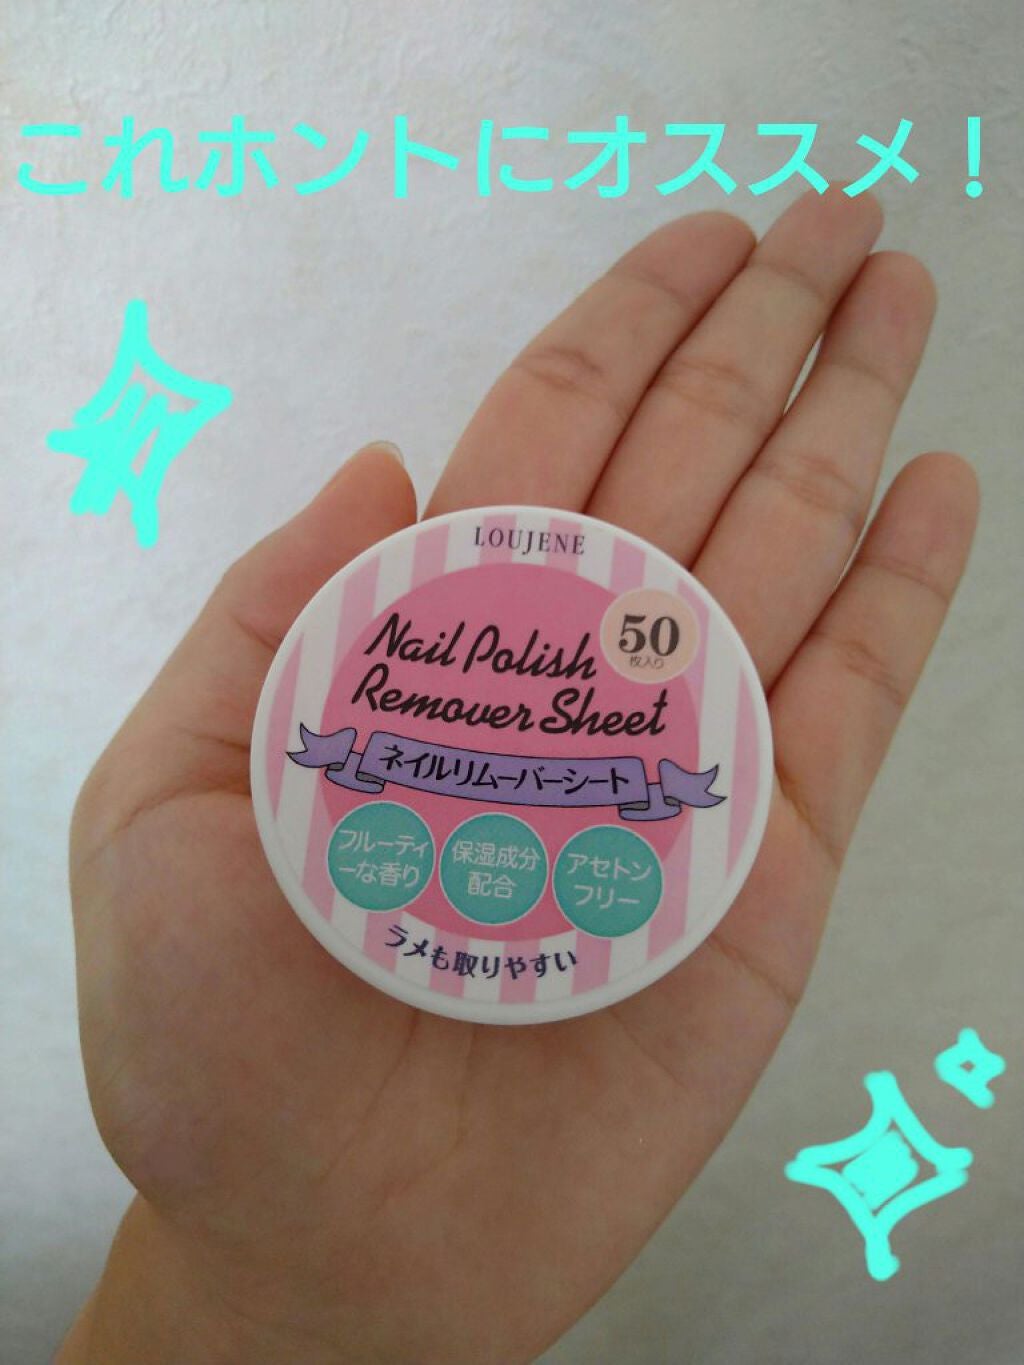 これホントにオススメ！
LOUJENE
50
枚入り
Nail Polish
Remover Sheet
ネイルリムーバーシート
フルーティ
ーな香り
保湿成分
配合
アセトン
フリー
ラメも取りやすい